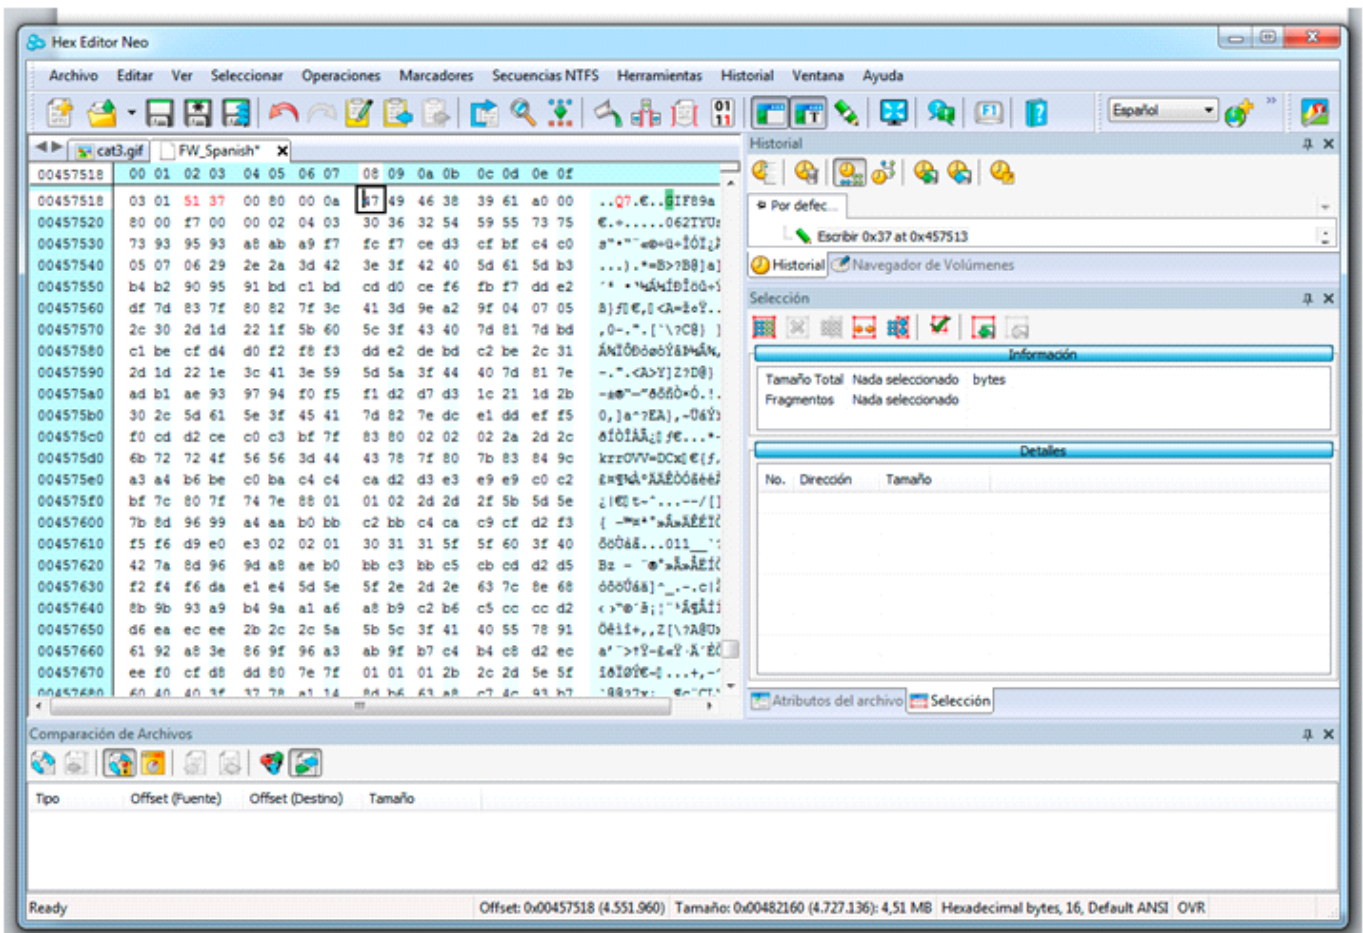 Hex Editor Neo
Archivo Editar Ver Seleccionar Operaciones Marcadores Secuencias NTFS Herramientas Historial Ventana Ayuda
Español
cat3.gif FW_Spanish*
Historial
00457518 00 01 02 03 04 05 06 07 08 09 0a 0b 0c 0d 0e 0f
00457518 03 01 51 37 00 80 00 0a 47 49 46 38 39 61 a0 00 ..Q7.€..GIF89a
00457520 80 00 f7 00 00 02 04 03 30 36 32 54 59 55 73 75
00457530 73 93 95 93 a8 ab a9 f7 fc f7 ce d3 cf bf c4 c0
00457540 05 07 06 29 2e 2a 3d 42 3e 3f 42 40 5d 61 5d b3
00457550 b4 b2 90 95 91 bd c1 bd cd d0 ce f6 fb f7 dd e2
00457560 df 7d 83 7f 80 82 7f 3c 41 3d 9e a2 9f 04 07 05
00457570 2c 30 2d 1d 22 1f 5b 60 5c 3f 43 40 7d 81 7d bd
00457580 c1 be cf d4 d0 f2 f8 f3 dd e2 de bd c2 be 2c 31
00457590 2d 1d 22 1e 3c 41 3e 59 5d 5a 3f 44 40 7d 81 7e
004575a0 ad b1 ae 93 97 94 f0 f5 f1 d2 d7 d3 1c 21 1d 2b
004575b0 30 2c 5d 61 5e 3f 45 41 7d 82 7e dc e1 dd ef f5
004575c0 f0 cd d2 ce c0 c3 bf 7f 83 80 02 02 02 2a 2d 2c
004575d0 6b 72 72 4f 56 56 3d 44 43 78 7f 80 7b 83 84 9c
004575e0 a3 a4 b6 be c0 ba c4 c4 ca d2 d3 e3 e9 e9 c0 c2
004575f0 bf 7c 80 7f 74 7e 88 01 01 02 2d 2d 2f 5b 5d 5e
00457600 7b 8d 96 99 a4 aa b0 bb c2 bb c4 ca c9 cf d2 f3
00457610 f5 f6 d9 e0 e3 02 02 01 30 31 31 5f 5f 60 3f 40
00457620 42 7a 8d 96 9d a8 ae b0 bb c3 bb c5 cb cd d2 d5
00457630 f2 f4 f6 da e1 e4 5d 5e 5f 2e 2d 2e 63 7c 8e 68
00457640 8b 9b 93 a9 b4 9a a1 a6 a8 b9 c2 b6 c5 cc cc d2
00457650 d6 ea ec ee 2b 2c 2c 5a 5b 5c 3f 41 40 55 78 91
00457660 61 92 a8 3e 86 9f 96 a3 ab 9f b7 c4 b4 c8 d2 ec
00457670 ee f0 cf d8 dd 80 7e 7f 01 01 01 2b 2c 2d 5e 5f
00457680 60 40 40 3f 37 78 a1 14 8d b6 63 a8 c7 4c 93 b7
Por defec...
Escribir 0x37 at 0x457513
Historial Navegador de Volúmenes
Selección
Información
Tamaño Total Nada seleccionado bytes
Fragmentos Nada seleccionado
Detalles
No. Dirección Tamaño
Atributos del archivo Selección
Comparación de Archivos
Tipo Offset (Fuente) Offset (Destino) Tamaño
Ready Offset: 0x00457518 (4.551.960) Tamaño: 0x00482160 (4.727.136): 4,51 MB Hexadecimal bytes, 16, Default ANSI OVR